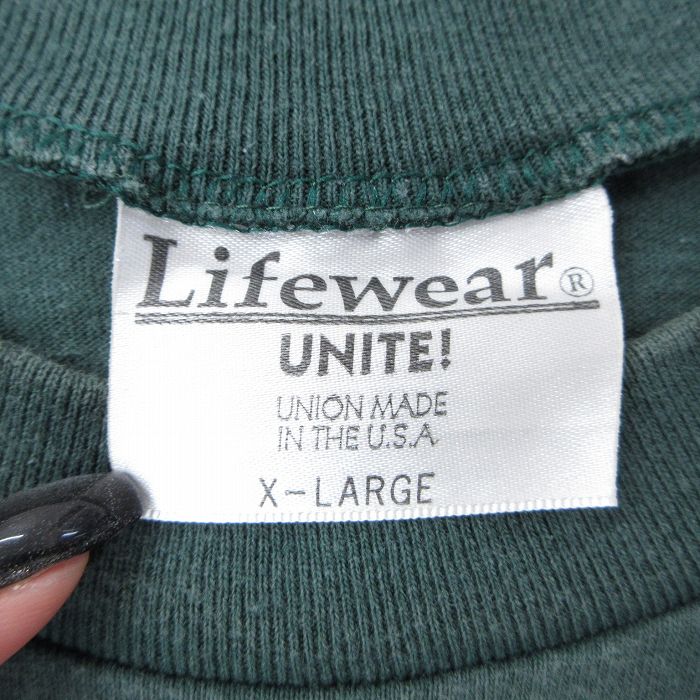 Lifewear®
UNITE!
UNION MADE
IN THE U.S.A
X-LARGE